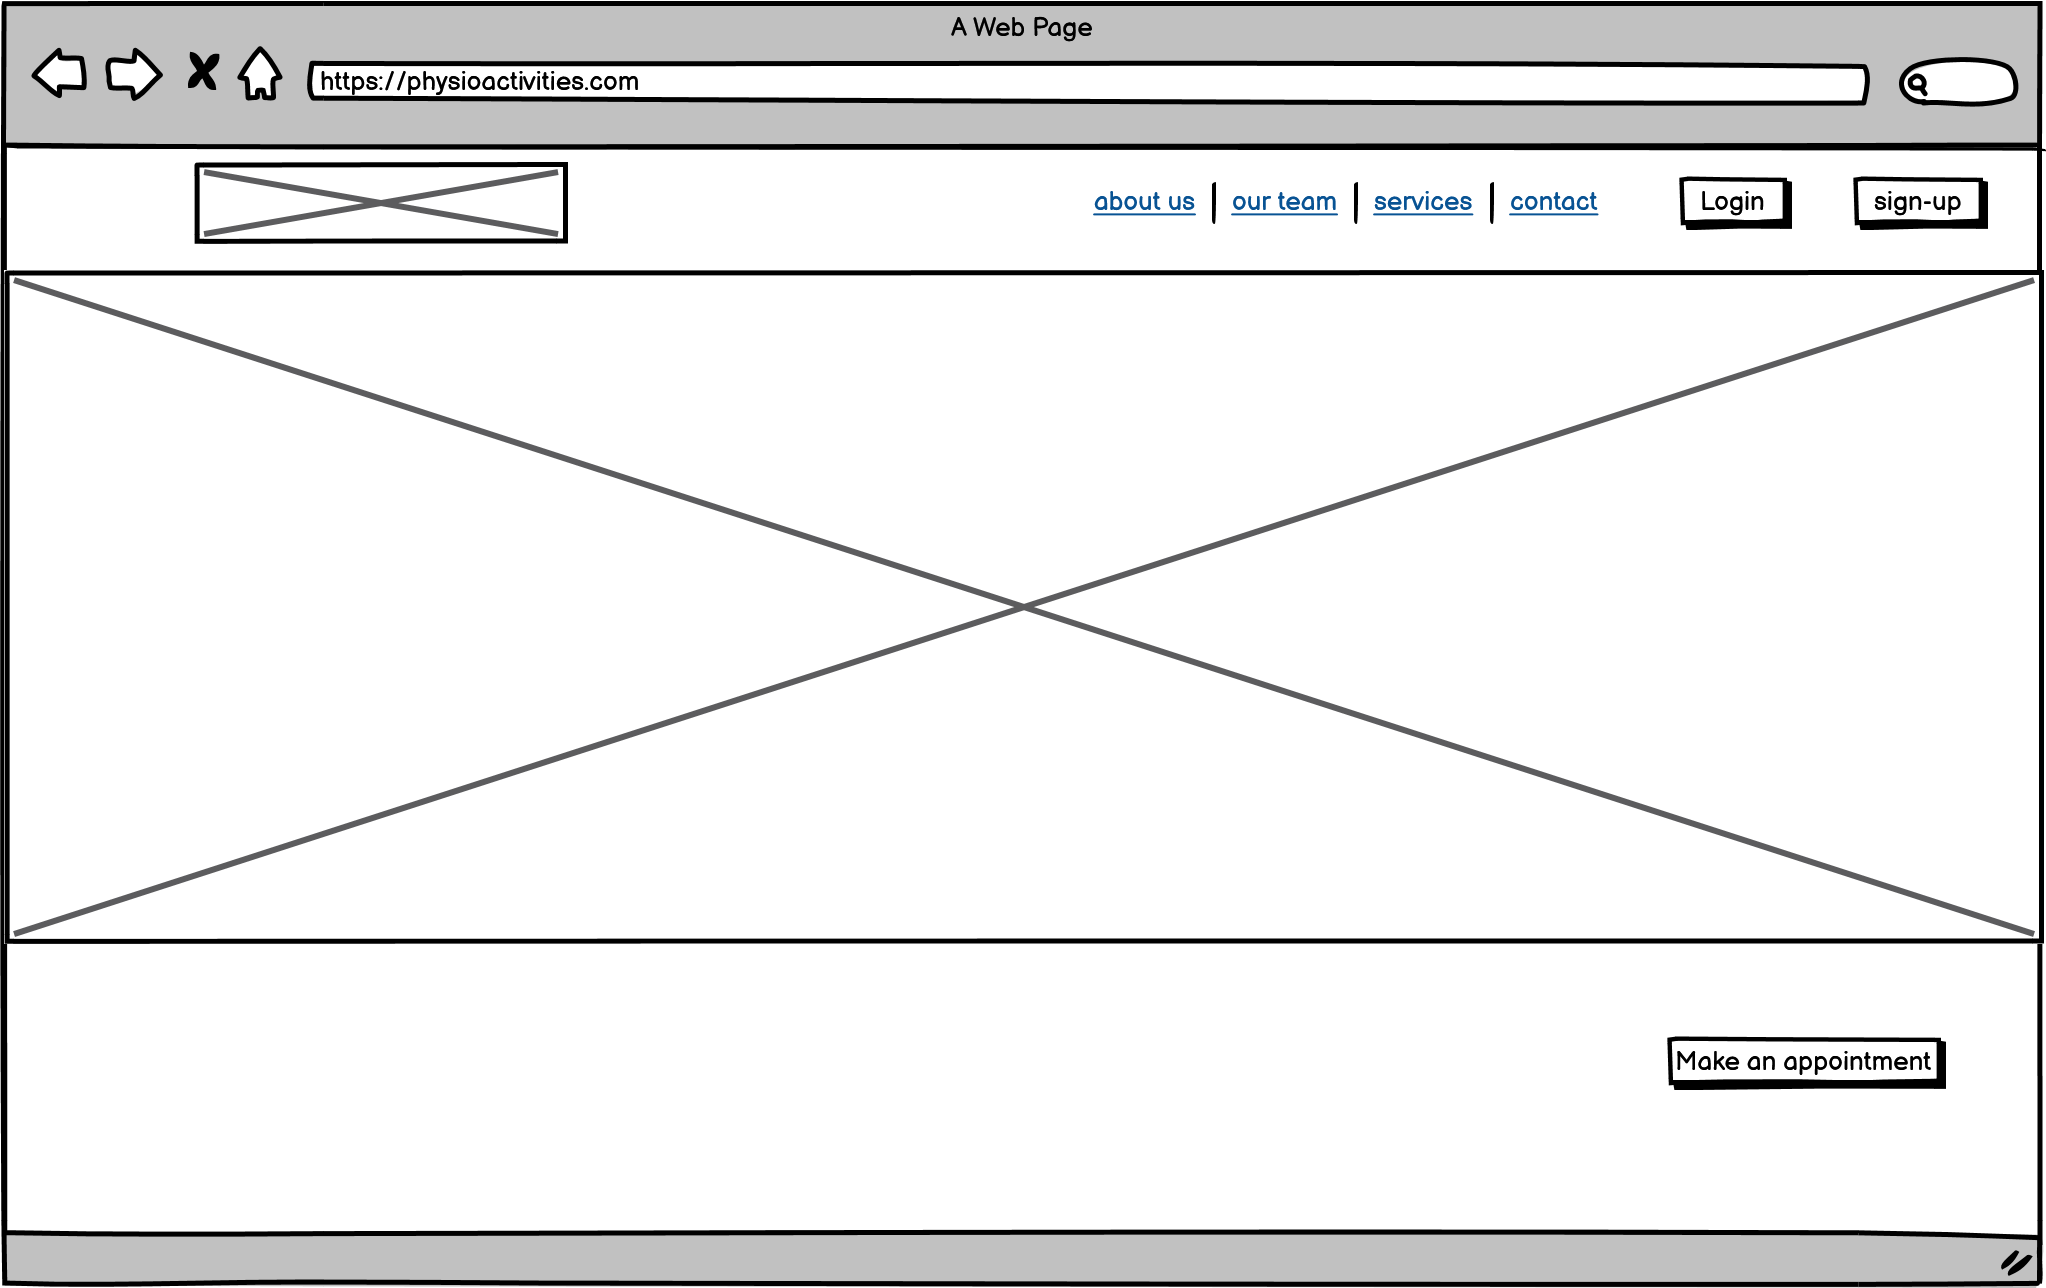 A Web Page
https://physioactivities.com
about us | our team | services | contact
Login
sign-up
Make an appointment